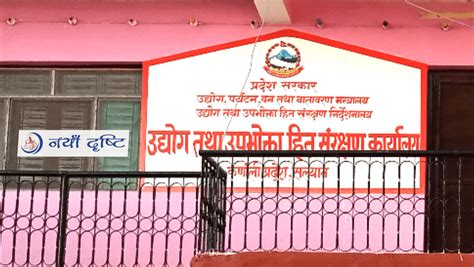 प्रदेश सरकार
उद्योग, पर्यटन, वन तथा वातावरण मन्त्रालय
उद्योग तथा उपभोक्ता हित संरक्षण निर्देशनालय
उद्योग तथा उपभोक्ता हित संरक्षण कार्यालय
कर्णाली प्रदेश, सल्यान
नयाँ दृष्टि